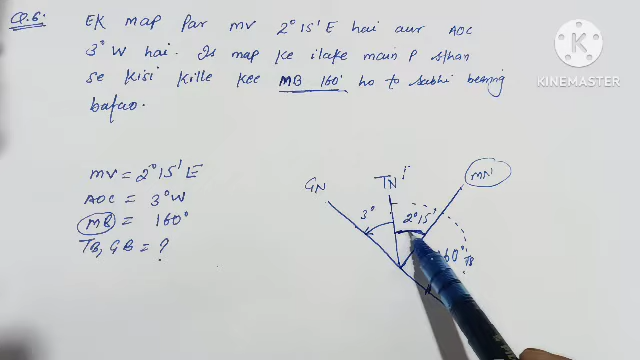 Q.6: Ek map par mv 2° 15' E hai aur AOC
3° W hai. Is map ke ilake main P sthan
se kisi kille kee MB 160° ho to sabhi bearing
batao.
K
KINEMASTER
MV = 2° 15' E
AOC = 3° W
MB = 160°
TB, GB = ?
GN
TN
MN
3°
2° 15'
160°
TB